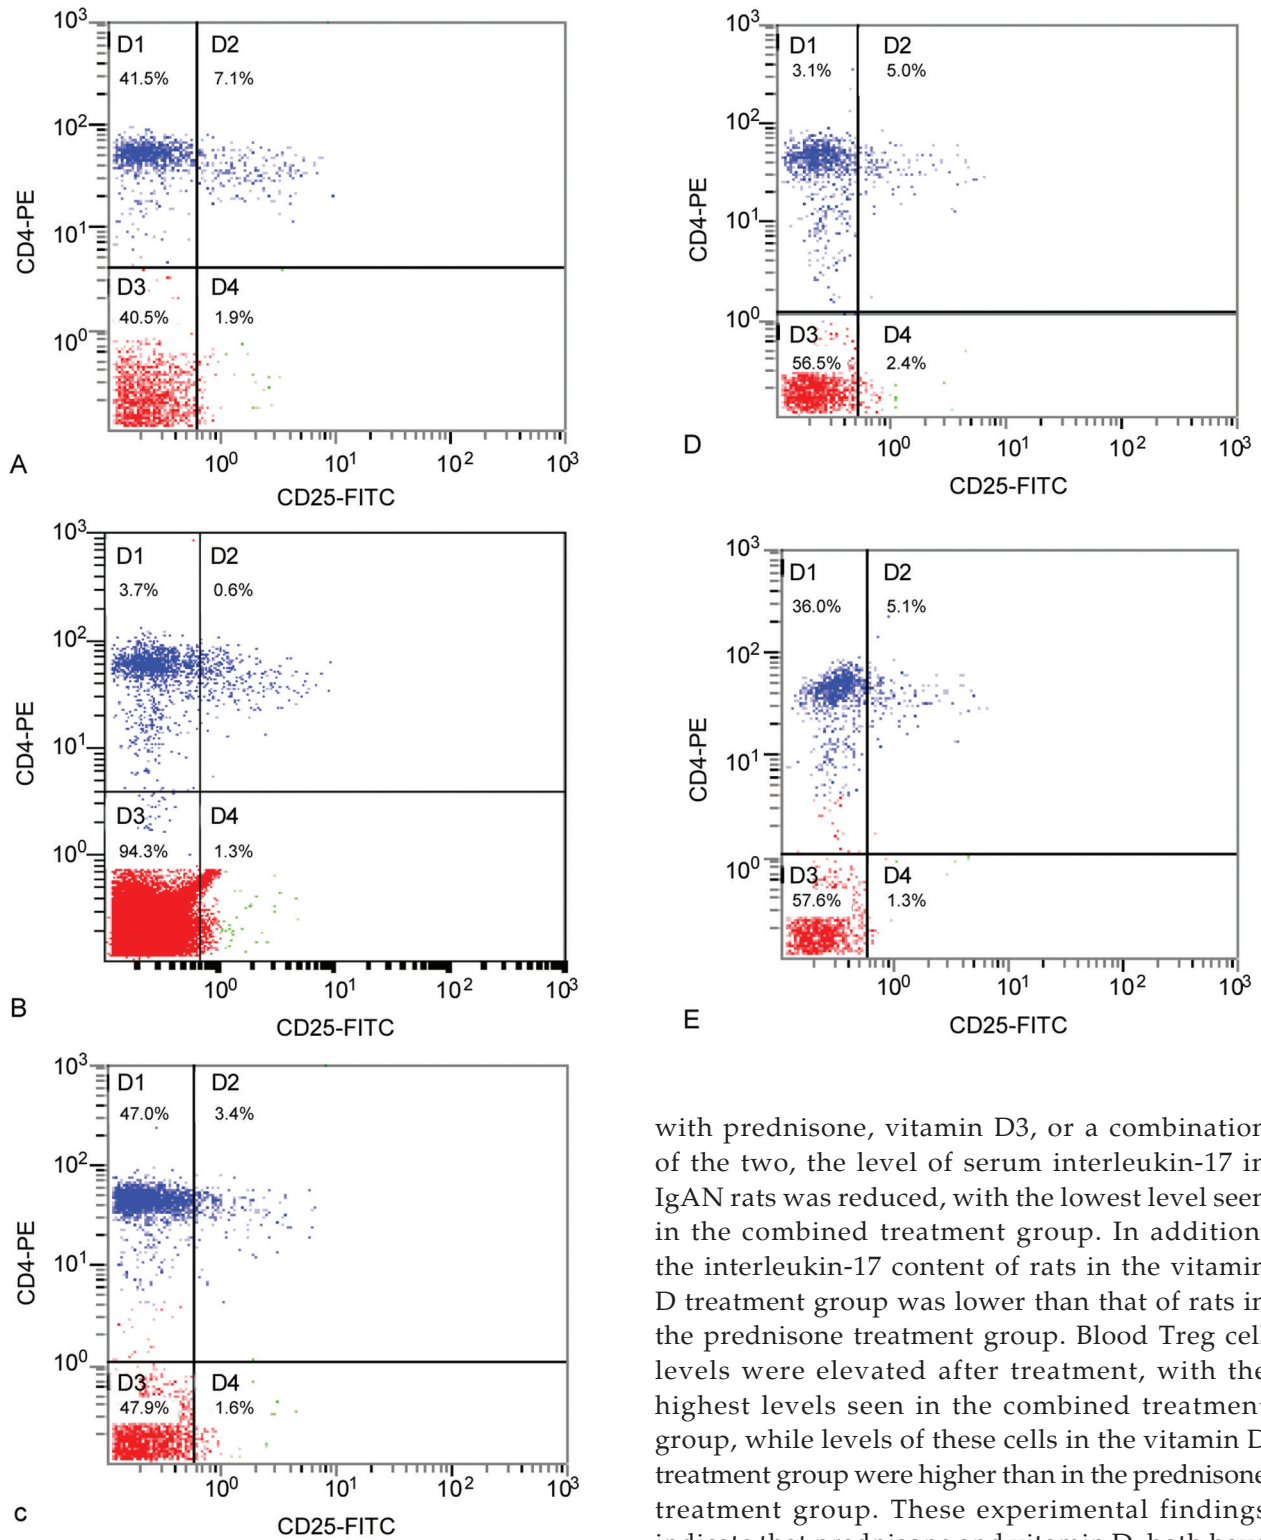 10³
D1
D2
41.5%
7.1%
10²
CD4-PE
10¹
D3
D4
40.5%
1.9%
10⁰
10⁰
10¹
10²
10³
A
CD25-FITC
10³
D1
D2
3.7%
0.6%
10²
CD4-PE
10¹
D3
D4
94.3%
1.3%
10⁰
10⁰
10¹
10²
10³
B
CD25-FITC
10³
D1
D2
47.0%
3.4%
10²
CD4-PE
10¹
10⁰
D3
D4
47.9%
1.6%
10⁰
10¹
10²
10³
c
CD25-FITC
10³
D1
D2
3.1%
5.0%
10²
CD4-PE
10¹
10⁰
D3
D4
56.5%
2.4%
10⁰
10¹
10²
10³
D
CD25-FITC
10³
D1
D2
36.0%
5.1%
10²
CD4-PE
10¹
10⁰
D3
D4
57.6%
1.3%
10⁰
10¹
10²
10³
E
CD25-FITC
with prednisone, vitamin D3, or a combination
of the two, the level of serum interleukin-17 in
IgAN rats was reduced, with the lowest level seen
in the combined treatment group. In addition
the interleukin-17 content of rats in the vitamin
D treatment group was lower than that of rats in
the prednisone treatment group. Blood Treg cell
levels were elevated after treatment, with the
highest levels seen in the combined treatment
group, while levels of these cells in the vitamin D
treatment group were higher than in the prednisone
treatment group. These experimental findings
indicate that prednisone and vitamin D both have